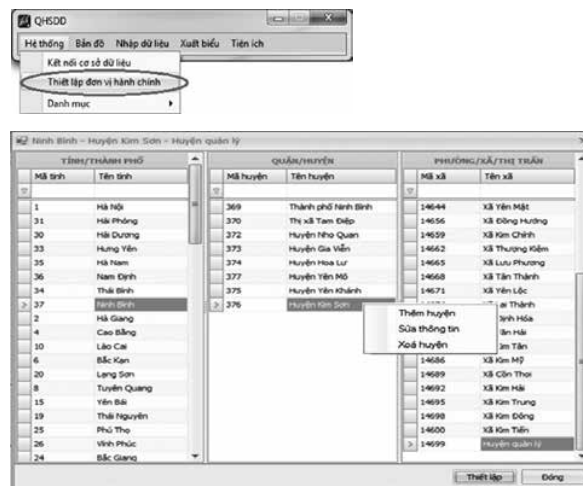 QHSDD
Hệ thống Bản đồ Nhập dữ liệu Xuất biểu Tiện ích
Kết nối cơ sở dữ liệu
Thiết lập đơn vị hành chính
Danh mục
Ninh Bình - Huyện Kim Sơn - Huyện quản lý
TỈNH/THÀNH PHỐ QUẬN/HUYỆN PHƯỜNG/XÃ/THỊ TRẤN
Mã tỉnh Tên tỉnh Mã huyện Tên huyện Mã xã Tên xã
1 Hà Nội 369 Thành phố Ninh Bình 14644 Xã Yên Mật
31 Hải Phòng 370 Thị xã Tam Điệp 14656 Xã Đồng Hướng
30 Hải Dương 372 Huyện Nho Quan 14659 Xã Kim Chính
33 Hưng Yên 373 Huyện Gia Viễn 14662 Xã Thượng Kiệm
35 Hà Nam 374 Huyện Hoa Lư 14665 Xã Lưu Phương
36 Nam Định 377 Huyện Yên Mô 14668 Xã Tân Thành
34 Thái Bình 375 Huyện Yên Khánh 14671 Xã Yên Lộc
37 Ninh Bình 376 Huyện Kim Sơn Thành
2 Hà Giang Thêm huyện Hóa
4 Cao Bằng Sửa thông tin Hải
10 Lào Cai Xoá huyện Tân
6 Bắc Kạn 14686 Xã Kim Mỹ
20 Lạng Sơn 14689 Xã Cồn Thoi
8 Tuyên Quang 14692 Xã Kim Hải
15 Yên Bái 14695 Xã Kim Trung
19 Thái Nguyên 14698 Xã Kim Đông
25 Phú Thọ 14600 Xã Kim Tiến
26 Vĩnh Phúc 14699 Huyện quản lý
24 Bắc Giang
Thiết lập Đóng